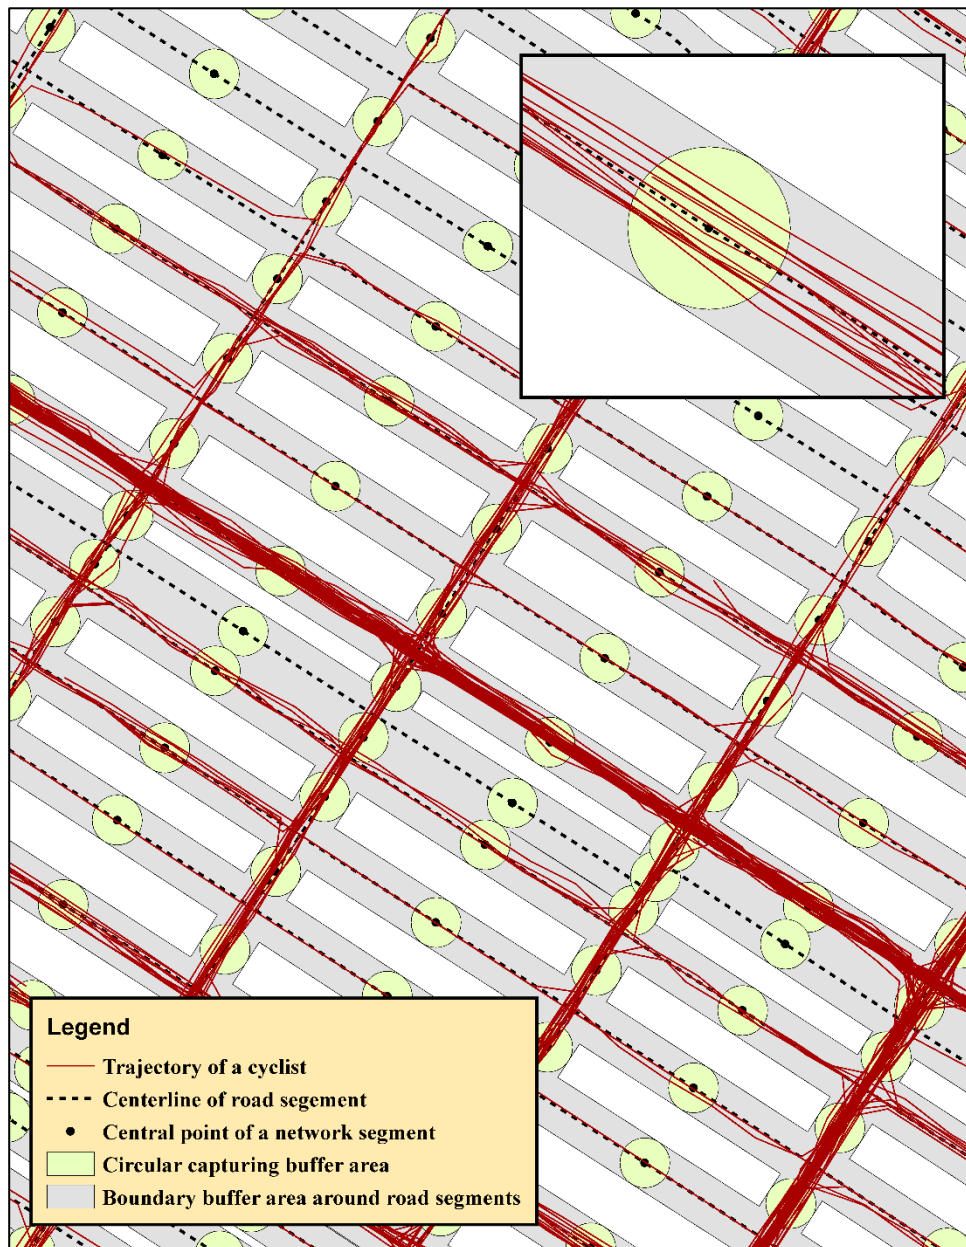 Legend
Trajectory of a cyclist
Centerline of road segement
Central point of a network segment
Circular capturing buffer area
Boundary buffer area around road segments